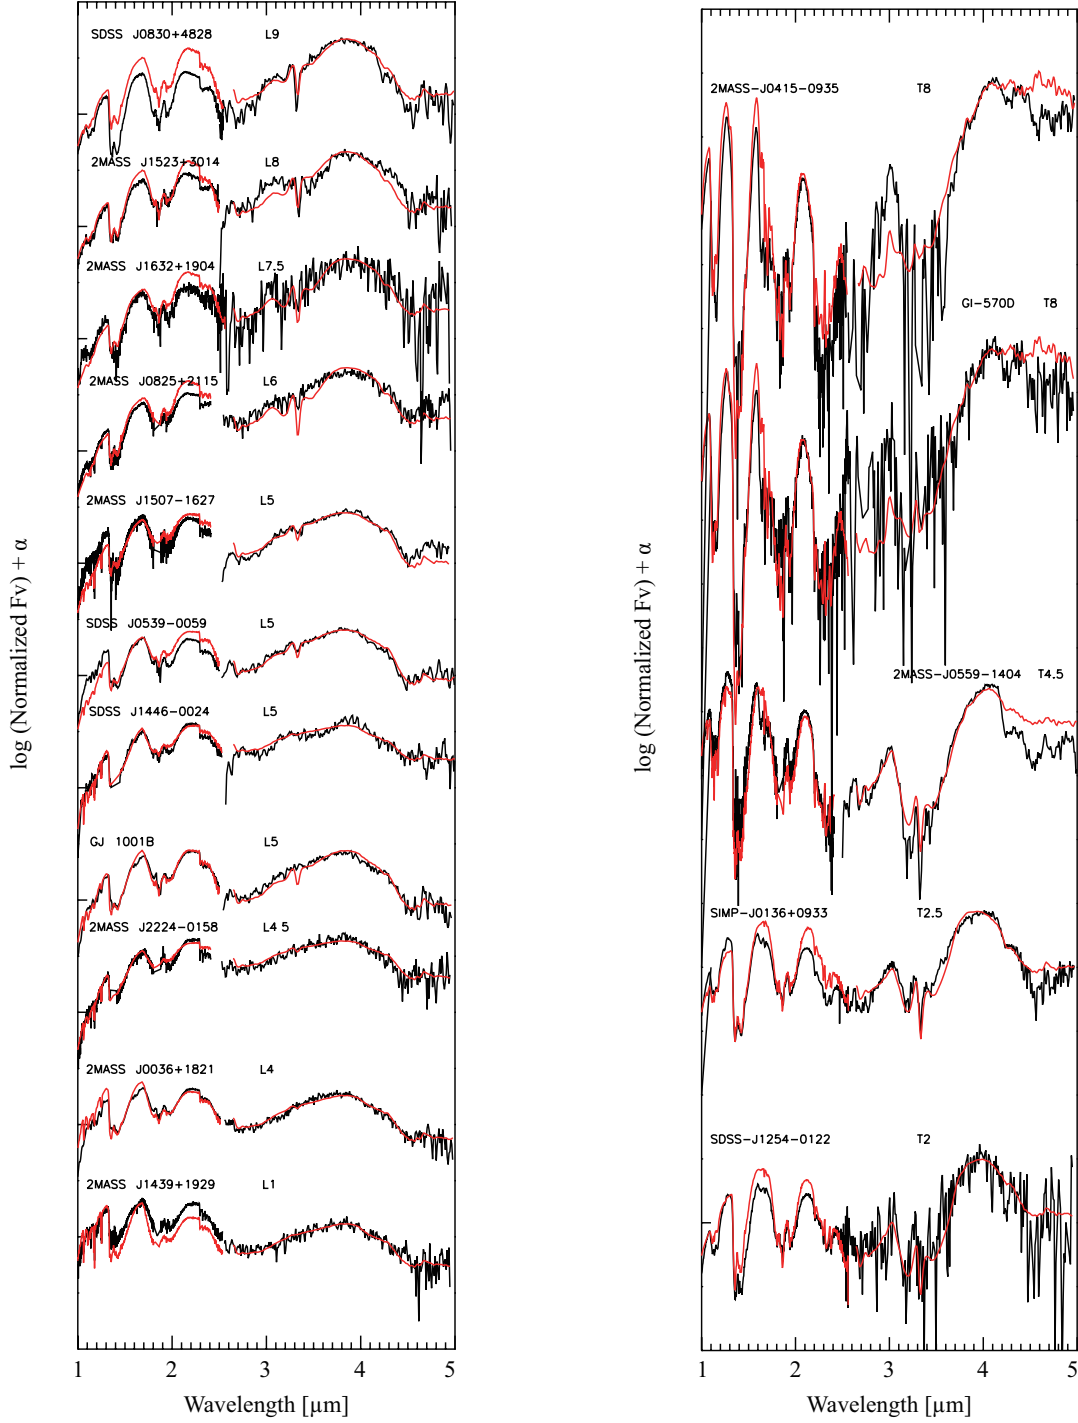 SDSS J0830+4828 L9
2MASS J1523+3014 L8
2MASS J1632+1904 L7.5
2MASS J0825+2115 L6
2MASS J1507-1627 L5
SDSS J0539-0059 L5
SDSS J1446-0024 L5
GJ 1001B L5
2MASS J2224-0158 L4 5
2MASS J0036+1821 L4
2MASS J1439+1929 L1
log (Normalized Fv) + α
1 2 3 4 5
Wavelength [µm]
2MASS-J0415-0935 T8
Gl-570D T8
2MASS-J0559-1404 T4.5
SIMP-J0136+0933 T2.5
SDSS-J1254-0122 T2
log (Normalized Fv) + α
1 2 3 4 5
Wavelength [µm]